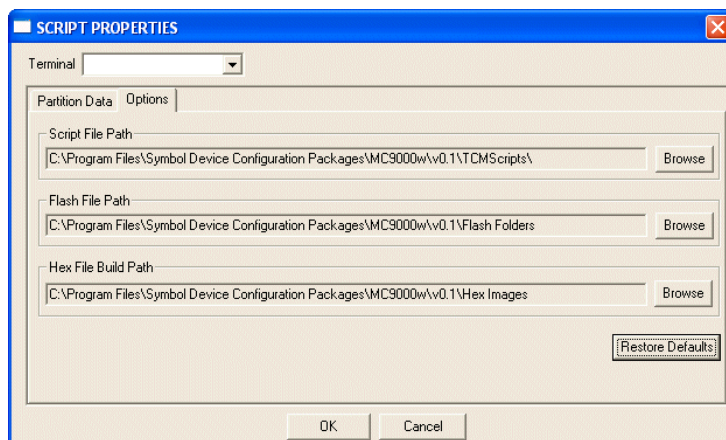 SCRIPT PROPERTIES
Terminal
Partition Data Options
Script File Path
C:\Program Files\Symbol Device Configuration Packages\MC9000w\v0.1\TCMScripts\ Browse
Flash File Path
C:\Program Files\Symbol Device Configuration Packages\MC9000w\v0.1\Flash Folders Browse
Hex File Build Path
C:\Program Files\Symbol Device Configuration Packages\MC9000w\v0.1\Hex Images Browse
Restore Defaults
OK Cancel